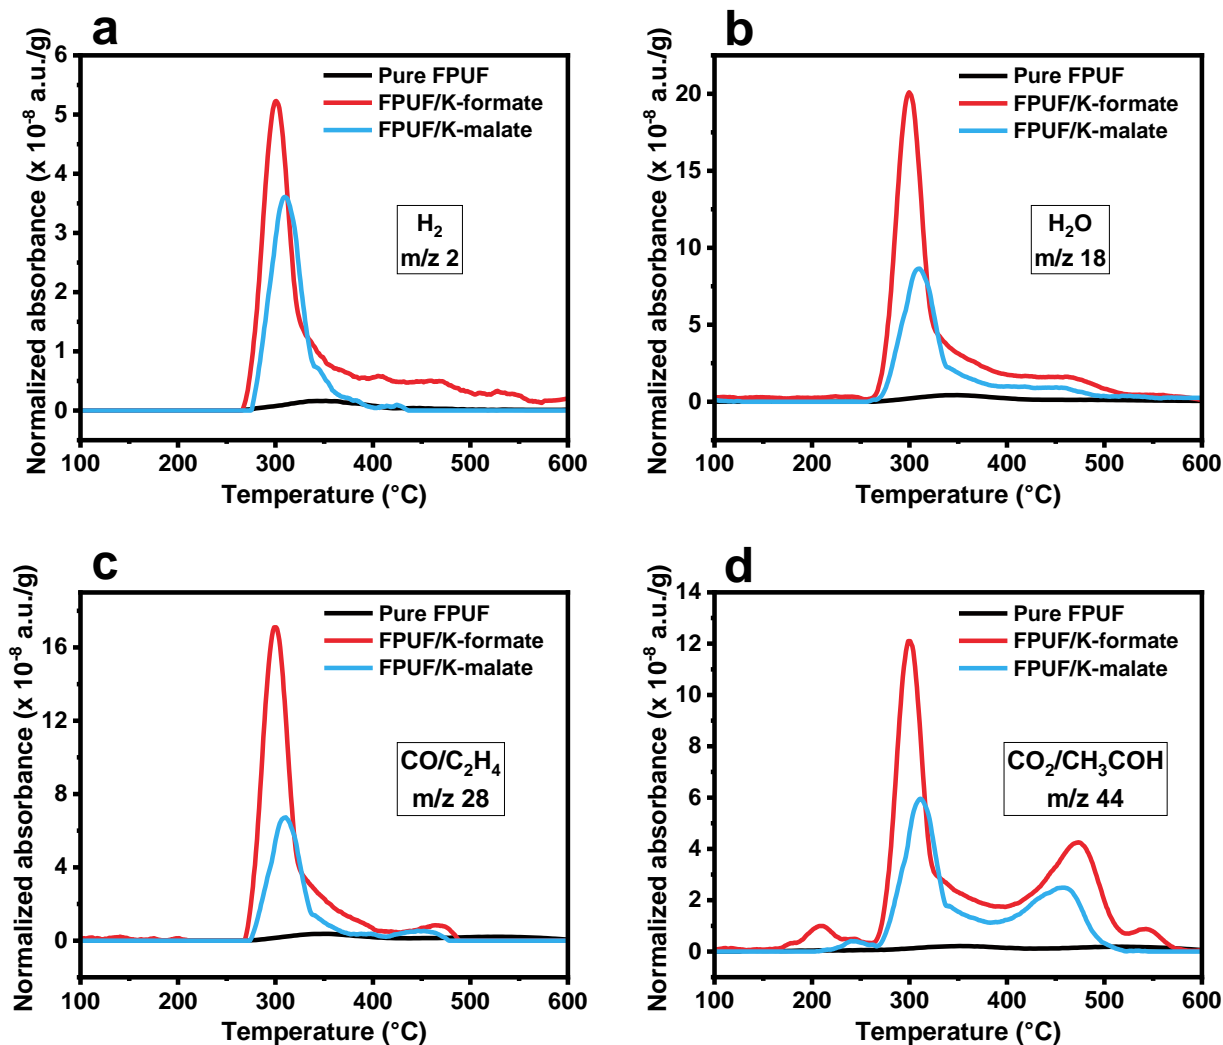 a
Normalized absorbance (x 10⁻⁸ a.u./g)
6
5
4
3
2
1
0
Pure FPUF
FPUF/K-formate
FPUF/K-malate
H₂
m/z 2
100 200 300 400 500 600
Temperature (°C)
b
Normalized absorbance (x 10⁻⁸ a.u./g)
20
15
10
5
0
Pure FPUF
FPUF/K-formate
FPUF/K-malate
H₂O
m/z 18
100 200 300 400 500 600
Temperature (°C)
c
Normalized absorbance (x 10⁻⁸ a.u./g)
16
12
8
4
0
Pure FPUF
FPUF/K-formate
FPUF/K-malate
CO/C₂H₄
m/z 28
100 200 300 400 500 600
Temperature (°C)
d
Normalized absorbance (x 10⁻⁸ a.u./g)
14
12
10
8
6
4
2
0
Pure FPUF
FPUF/K-formate
FPUF/K-malate
CO₂/CH₃COH
m/z 44
100 200 300 400 500 600
Temperature (°C)